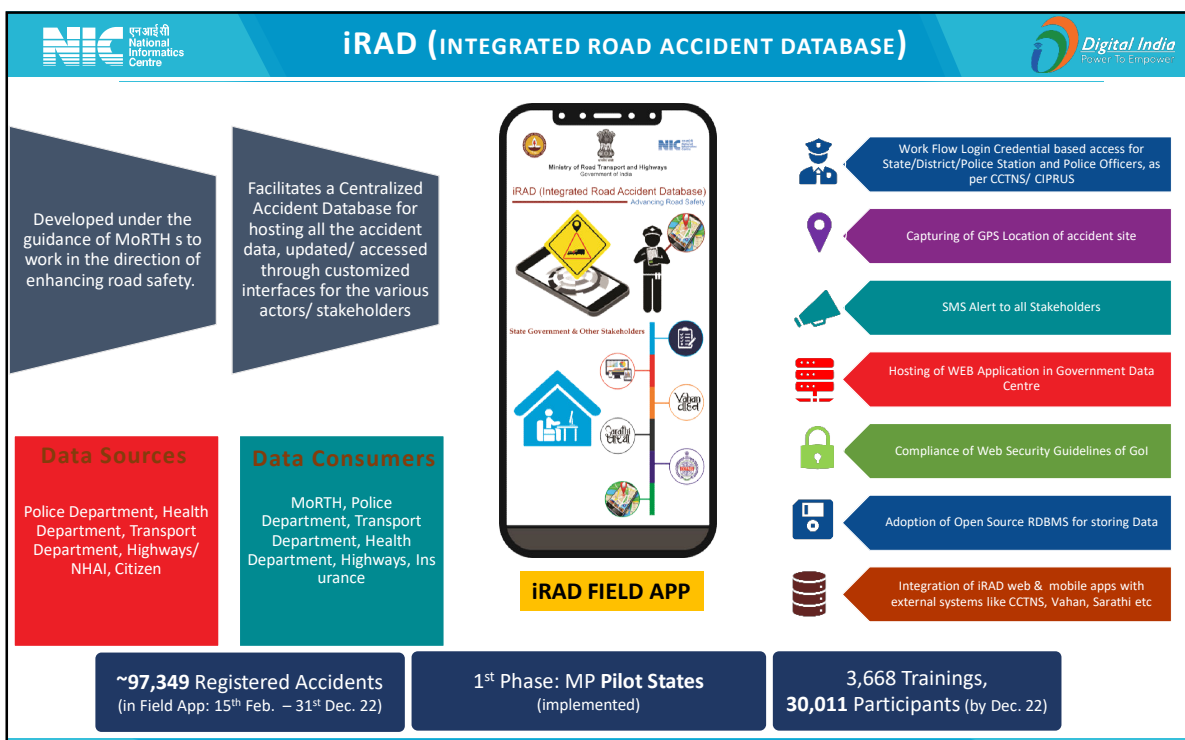 NIC
एन आई सी
National
Informatics
Centre
iRAD (INTEGRATED ROAD ACCIDENT DATABASE)
Digital India
Power To Empower
Developed under the
guidance of MoRTH s to
work in the direction of
enhancing road safety.
Facilitates a Centralized
Accident Database for
hosting all the accident
data, updated/ accessed
through customized
interfaces for the various
actors/ stakeholders
Data Sources
Police Department, Health
Department, Transport
Department, Highways/
NHAI, Citizen
Data Consumers
MoRTH, Police
Department, Transport
Department, Health
Department, Highways, Ins
urance
NIC
Ministry of Road Transport and Highways
Government of India
iRAD (Integrated Road Accident Database)
Advancing Road Safety
State Government & Other Stakeholders
iRAD FIELD APP
Work Flow Login Credential based access for
State/District/Police Station and Police Officers, as
per CCTNS/ CIPRUS
Capturing of GPS Location of accident site
SMS Alert to all Stakeholders
Hosting of WEB Application in Government Data
Centre
Compliance of Web Security Guidelines of GoI
Adoption of Open Source RDBMS for storing Data
Integration of iRAD web & mobile apps with
external systems like CCTNS, Vahan, Sarathi etc
~97,349 Registered Accidents
(in Field App: 15th Feb. – 31st Dec. 22)
1st Phase: MP Pilot States
(implemented)
3,668 Trainings,
30,011 Participants (by Dec. 22)